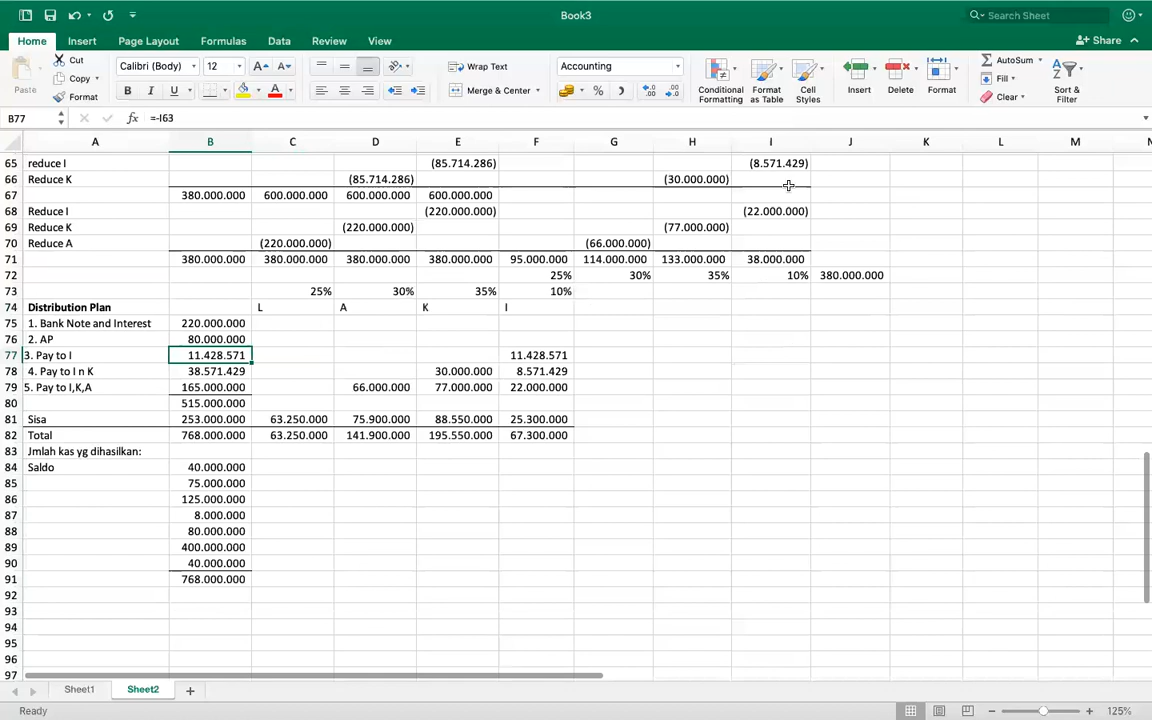 Book3
Search Sheet
Home Insert Page Layout Formulas Data Review View
Share
Paste Cut Copy Format
Calibri (Body) 12
B I U
Wrap Text
Merge & Center
Accounting
Conditional Formatting
Format as Table
Cell Styles
Insert Delete Format
AutoSum
Fill
Clear
Sort & Filter
B77 fx =-I63
A B C D E F G H I J K L M N
65 reduce I (85.714.286) (8.571.429)
66 Reduce K (85.714.286) (30.000.000)
67 380.000.000 600.000.000 600.000.000 600.000.000
68 Reduce I (220.000.000) (22.000.000)
69 Reduce K (220.000.000) (77.000.000)
70 Reduce A (220.000.000) (66.000.000)
71 380.000.000 380.000.000 380.000.000 380.000.000 95.000.000 114.000.000 133.000.000 38.000.000
72 25% 30% 35% 10% 380.000.000
73 25% 30% 35% 10%
74 Distribution Plan L A K I
75 1. Bank Note and Interest 220.000.000
76 2. AP 80.000.000
77 3. Pay to I 11.428.571 11.428.571
78 4. Pay to I n K 38.571.429 30.000.000 8.571.429
79 5. Pay to I,K,A 165.000.000 66.000.000 77.000.000 22.000.000
80 515.000.000
81 Sisa 253.000.000 63.250.000 75.900.000 88.550.000 25.300.000
82 Total 768.000.000 63.250.000 141.900.000 195.550.000 67.300.000
83 Jmlah kas yg dihasilkan:
84 Saldo 40.000.000
85 75.000.000
86 125.000.000
87 8.000.000
88 80.000.000
89 400.000.000
90 40.000.000
91 768.000.000
92
93
94
95
96
97
Sheet1 Sheet2
Ready 125%